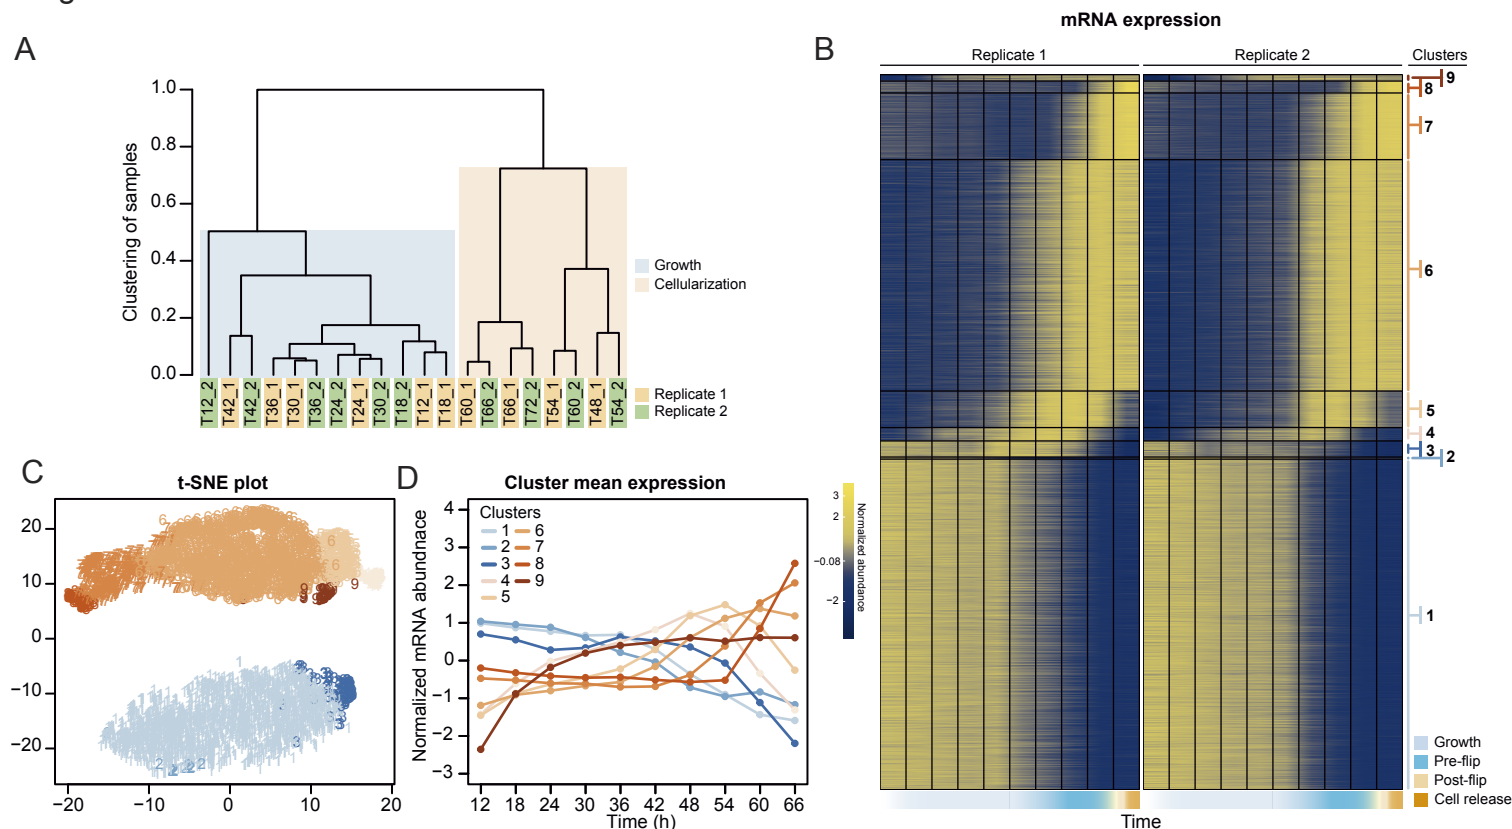 A
Clustering of samples
1.0
0.8
0.6
0.4
0.2
0.0
T12_2
T42_1
T42_2
T36_1
T30_1
T36_2
T24_2
T24_1
T30_2
T18_2
T12_1
T18_1
T60_1
T66_2
T66_1
T72_2
T54_1
T60_2
T48_1
T54_2
Growth
Cellularization
Replicate 1
Replicate 2
B
mRNA expression
Replicate 1
Replicate 2
Clusters
9
8
7
6
5
4
3
2
1
Growth
Pre-flip
Post-flip
Cell release
Time
C
t-SNE plot
20
10
0
−10
−20
−20
−10
0
10
20
D
Cluster mean expression
Normalized mRNA abundnace
4
3
2
1
0
−1
−2
−3
Clusters
1
2
3
4
5
6
7
8
9
12
18
24
30
36
42
48
54
60
66
Time (h)
3
2
−0.08
−2
Normalized abundance